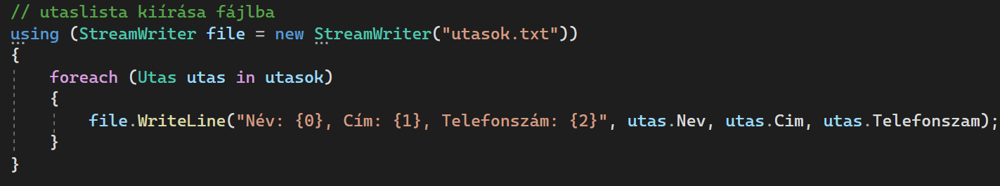 // utaslista kiírása fájlba
using (StreamWriter file = new StreamWriter("utasok.txt"))
{
    foreach (Utas utas in utasok)
    {
        file.WriteLine("Név: {0}, Cím: {1}, Telefonszám: {2}", utas.Nev, utas.Cim, utas.Telefonszam);
    }
}